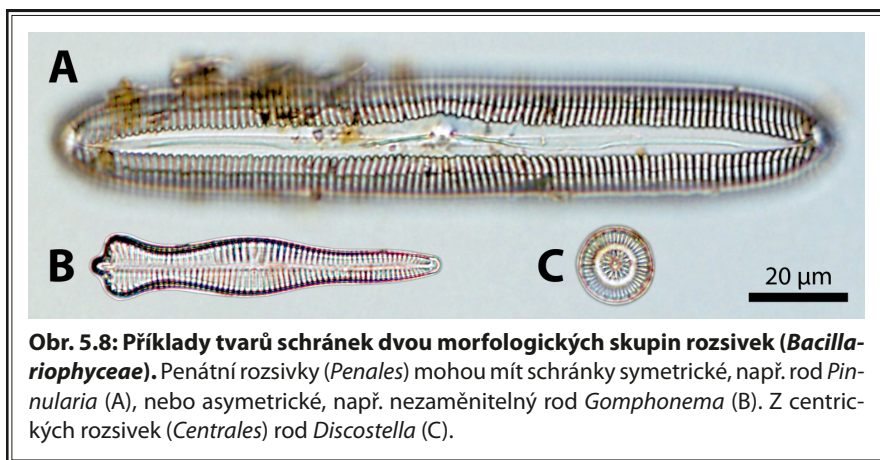 A
B
C
20 µm
Obr. 5.8: Příklady tvarů schránek dvou morfologických skupin rozsivek (Bacilla-
riophyceae). Penátní rozsivky (Penales) mohou mít schránky symetrické, např. rod Pin-
nularia (A), nebo asymetrické, např. nezaměnitelný rod Gomphonema (B). Z centric-
kých rozsivek (Centrales) rod Discostella (C).